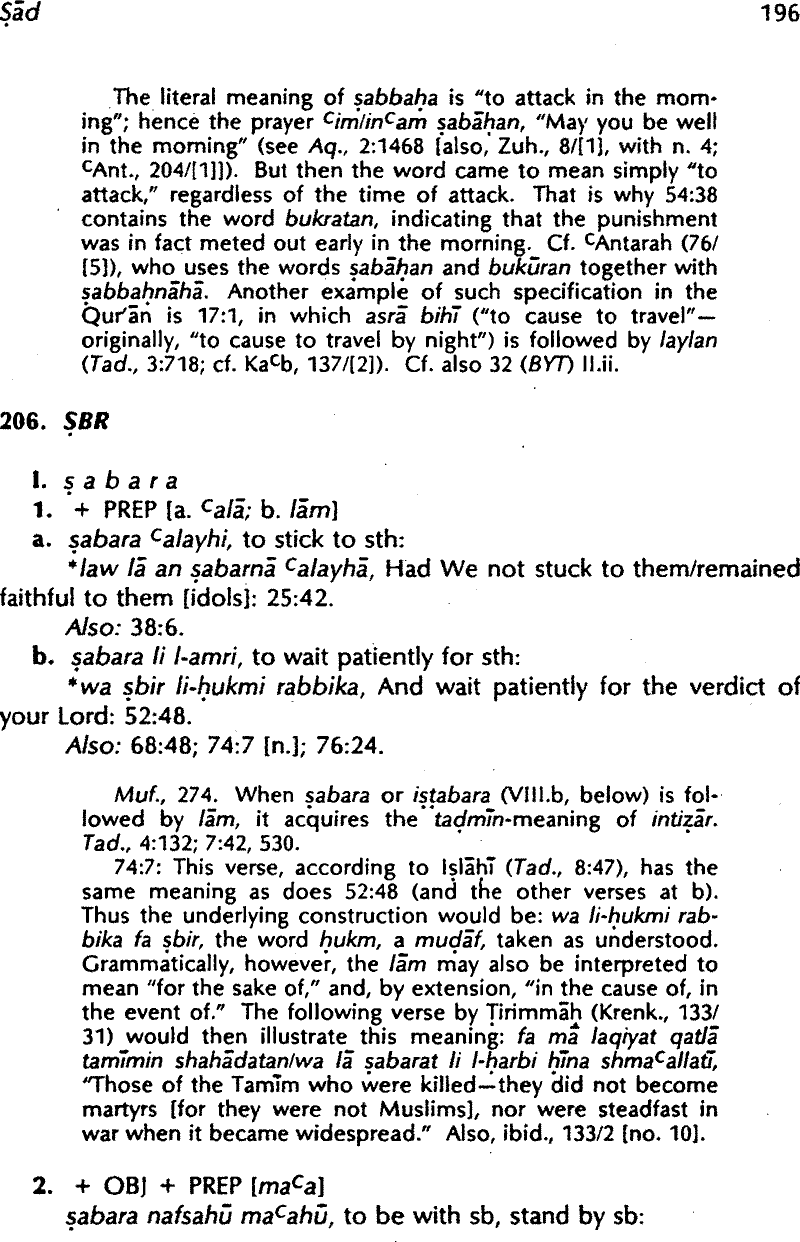 Ṣād 196
The literal meaning of ṣabbaḥa is "to attack in the morn-
ing"; hence the prayer ᶜim/inᶜam ṣabāḥan, "May you be well
in the morning" (see Aq., 2:1468 [also, Zuh., 8/[1], with n. 4;
ᶜAnt., 204/[1]]). But then the word came to mean simply "to
attack," regardless of the time of attack. That is why 54:38
contains the word bukratan, indicating that the punishment
was in fact meted out early in the morning. Cf. ᶜAntarah (76/
[5]), who uses the words ṣabāḥan and bukūran together with
ṣabbaḥnāhā. Another example of such specification in the
Qur'ān is 17:1, in which asrā bihī ("to cause to travel"—
originally, "to cause to travel by night") is followed by laylan
(Tad., 3:718; cf. Kaᶜb, 137/[2]). Cf. also 32 (BYT) II.ii.
206. ṢBR
I. ṣ a b a r a
1. + PREP [a. ᶜalā; b. lām]
a. ṣabara ᶜalayhi, to stick to sth:
*law lā an ṣabarnā ᶜalayhā, Had We not stuck to them/remained
faithful to them [idols]: 25:42.
Also: 38:6.
b. ṣabara li l-amri, to wait patiently for sth:
*wa ṣbir li-ḥukmi rabbika, And wait patiently for the verdict of
your Lord: 52:48.
Also: 68:48; 74:7 [n.]; 76:24.
Muf., 274. When ṣabara or iṣṭabara (VIII.b, below) is fol-
lowed by lām, it acquires the taḍmīn-meaning of intiẓār.
Tad., 4:132; 7:42, 530.
74:7: This verse, according to Iṣlāḥī (Tad., 8:47), has the
same meaning as does 52:48 (and the other verses at b).
Thus the underlying construction would be: wa li-ḥukmi rab-
bika fa ṣbir, the word ḥukm, a muḍāf, taken as understood.
Grammatically, however, the lām may also be interpreted to
mean "for the sake of," and, by extension, "in the cause of, in
the event of." The following verse by Ṭirimmāḥ (Krenk., 133/
31) would then illustrate this meaning: fa mā laqiyat qatlā
tamīmin shahādatan/wa lā ṣabarat li l-ḥarbi ḥīna shmaᶜallatī,
"Those of the Tamīm who were killed—they did not become
martyrs [for they were not Muslims], nor were steadfast in
war when it became widespread." Also, ibid., 133/2 [no. 10].
2. + OBJ + PREP [maᶜa]
ṣabara nafsahū maᶜahū, to be with sb, stand by sb: